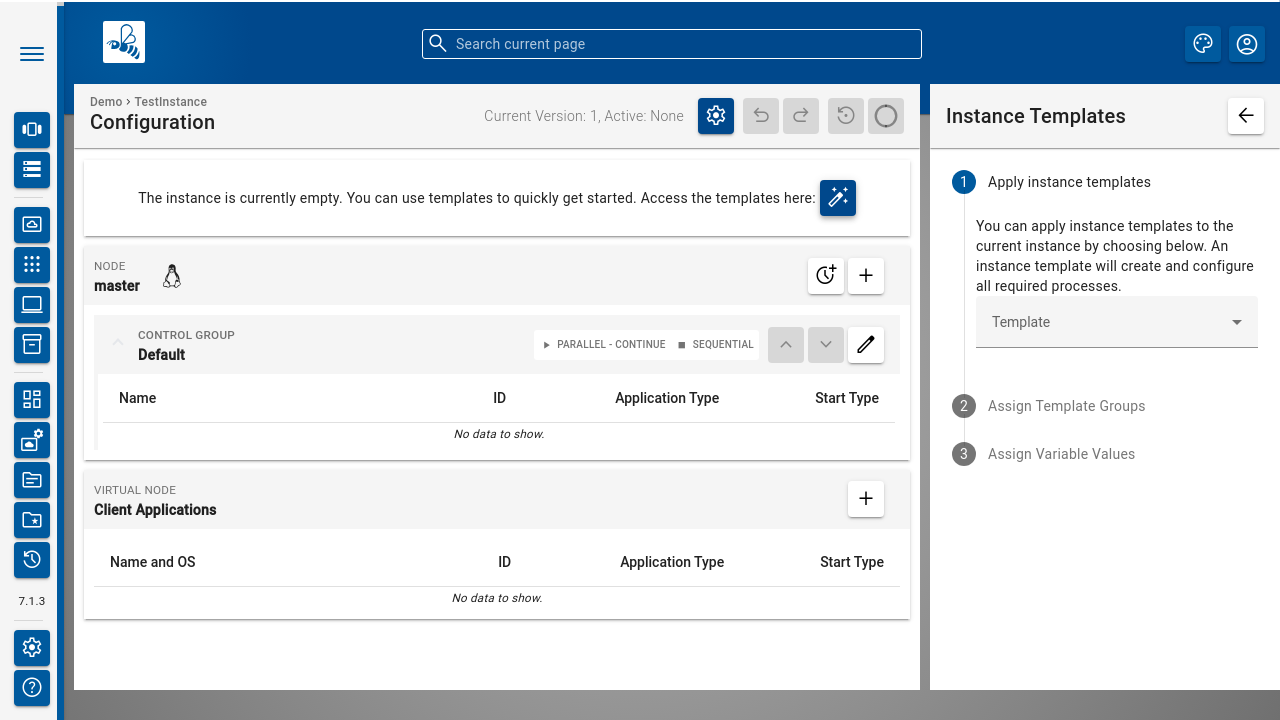 Search current page
Demo › TestInstance
Configuration
Current Version: 1, Active: None
The instance is currently empty. You can use templates to quickly get started. Access the templates here:
NODE
master
CONTROL GROUP
Default
PARALLEL - CONTINUE
SEQUENTIAL
Name ID Application Type Start Type
No data to show.
VIRTUAL NODE
Client Applications
Name and OS ID Application Type Start Type
No data to show.
7.1.3
Instance Templates
1 Apply instance templates
You can apply instance templates to the
current instance by choosing below. An
instance template will create and configure
all required processes.
Template
2 Assign Template Groups
3 Assign Variable Values